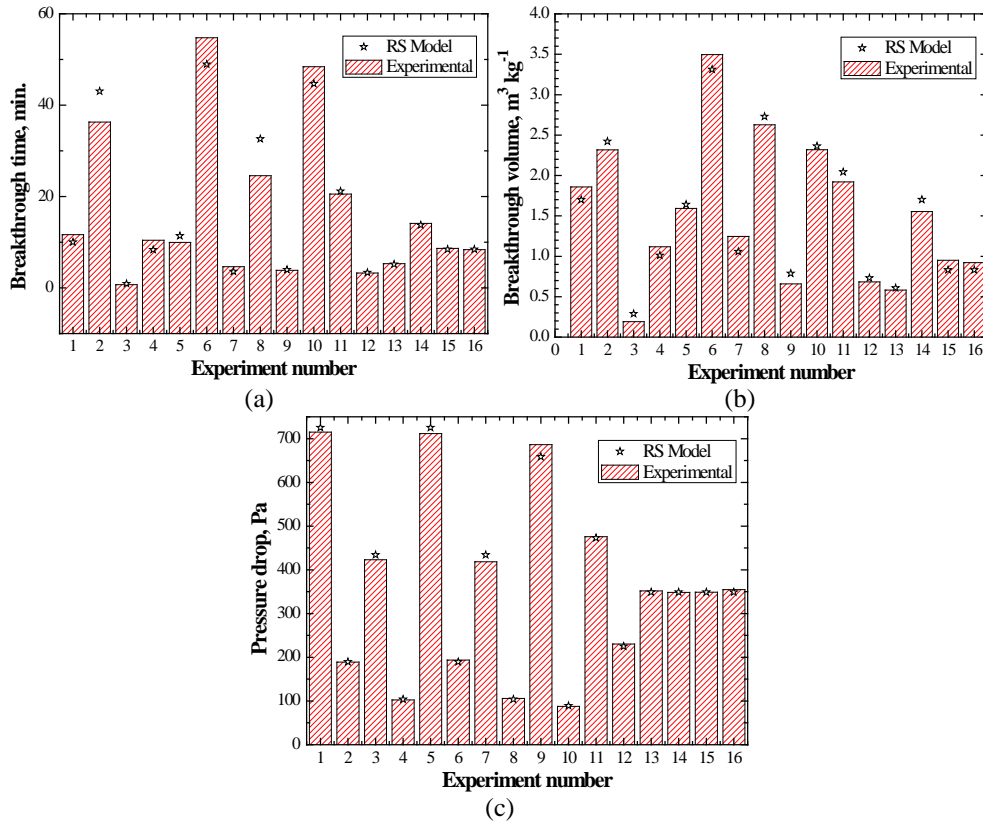 60
40
20
0
Breakthrough time, min.
RS Model
Experimental
1 2 3 4 5 6 7 8 9 10 11 12 13 14 15 16
Experiment number
(a)
4.0
3.5
3.0
2.5
2.0
1.5
1.0
0.5
0.0
Breakthrough volume, m³ kg⁻¹
RS Model
Experimental
0 1 2 3 4 5 6 7 8 9 10 11 12 13 14 15 16
Experiment number
(b)
700
600
500
400
300
200
100
0
Pressure drop, Pa
RS Model
Experimental
1 2 3 4 5 6 7 8 9 10 11 12 13 14 15 16
Experiment number
(c)